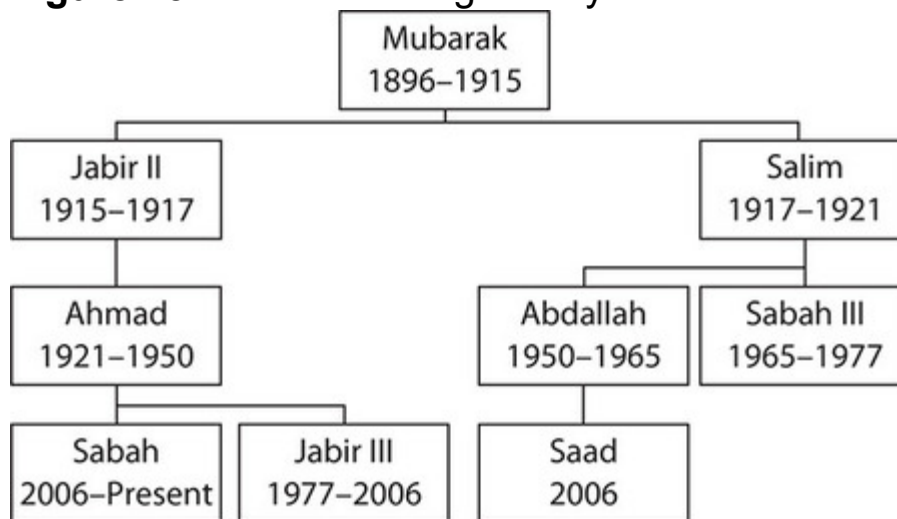 Mubarak
1896–1915
Jabir II
1915–1917
Salim
1917–1921
Ahmad
1921–1950
Abdallah
1950–1965
Sabah III
1965–1977
Sabah
2006–Present
Jabir III
1977–2006
Saad
2006